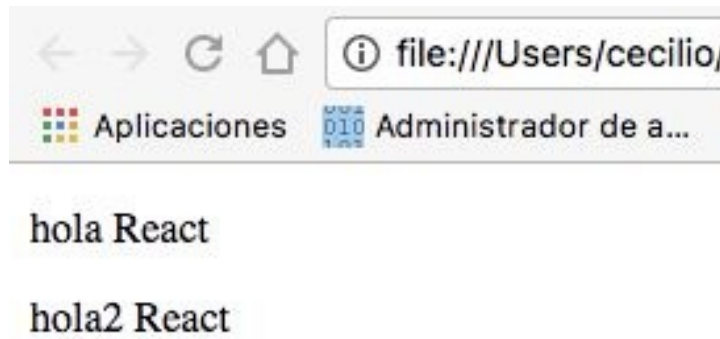 file:///Users/cecilio/
Aplicaciones Administrador de a...
hola React
hola2 React